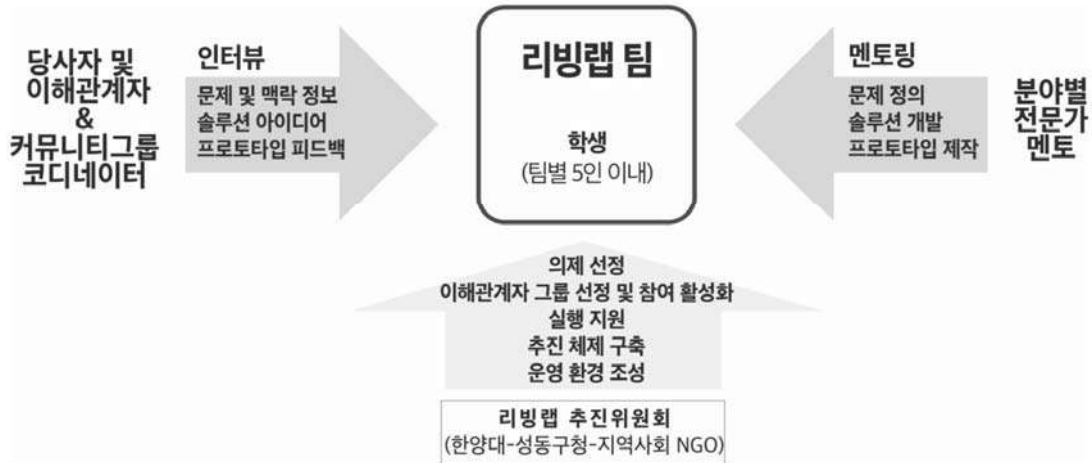 당사자 및
이해관계자
&
커뮤니티그룹
코디네이터
인터뷰
문제 및 맥락 정보
솔루션 아이디어
프로토타입 피드백
리빙랩 팀
학생
(팀별 5인 이내)
멘토링
문제 정의
솔루션 개발
프로토타입 제작
분야별
전문가
멘토
의제 선정
이해관계자 그룹 선정 및 참여 활성화
실행 지원
추진 체제 구축
운영 환경 조성
리빙랩 추진위원회
(한양대-성동구청-지역사회 NGO)